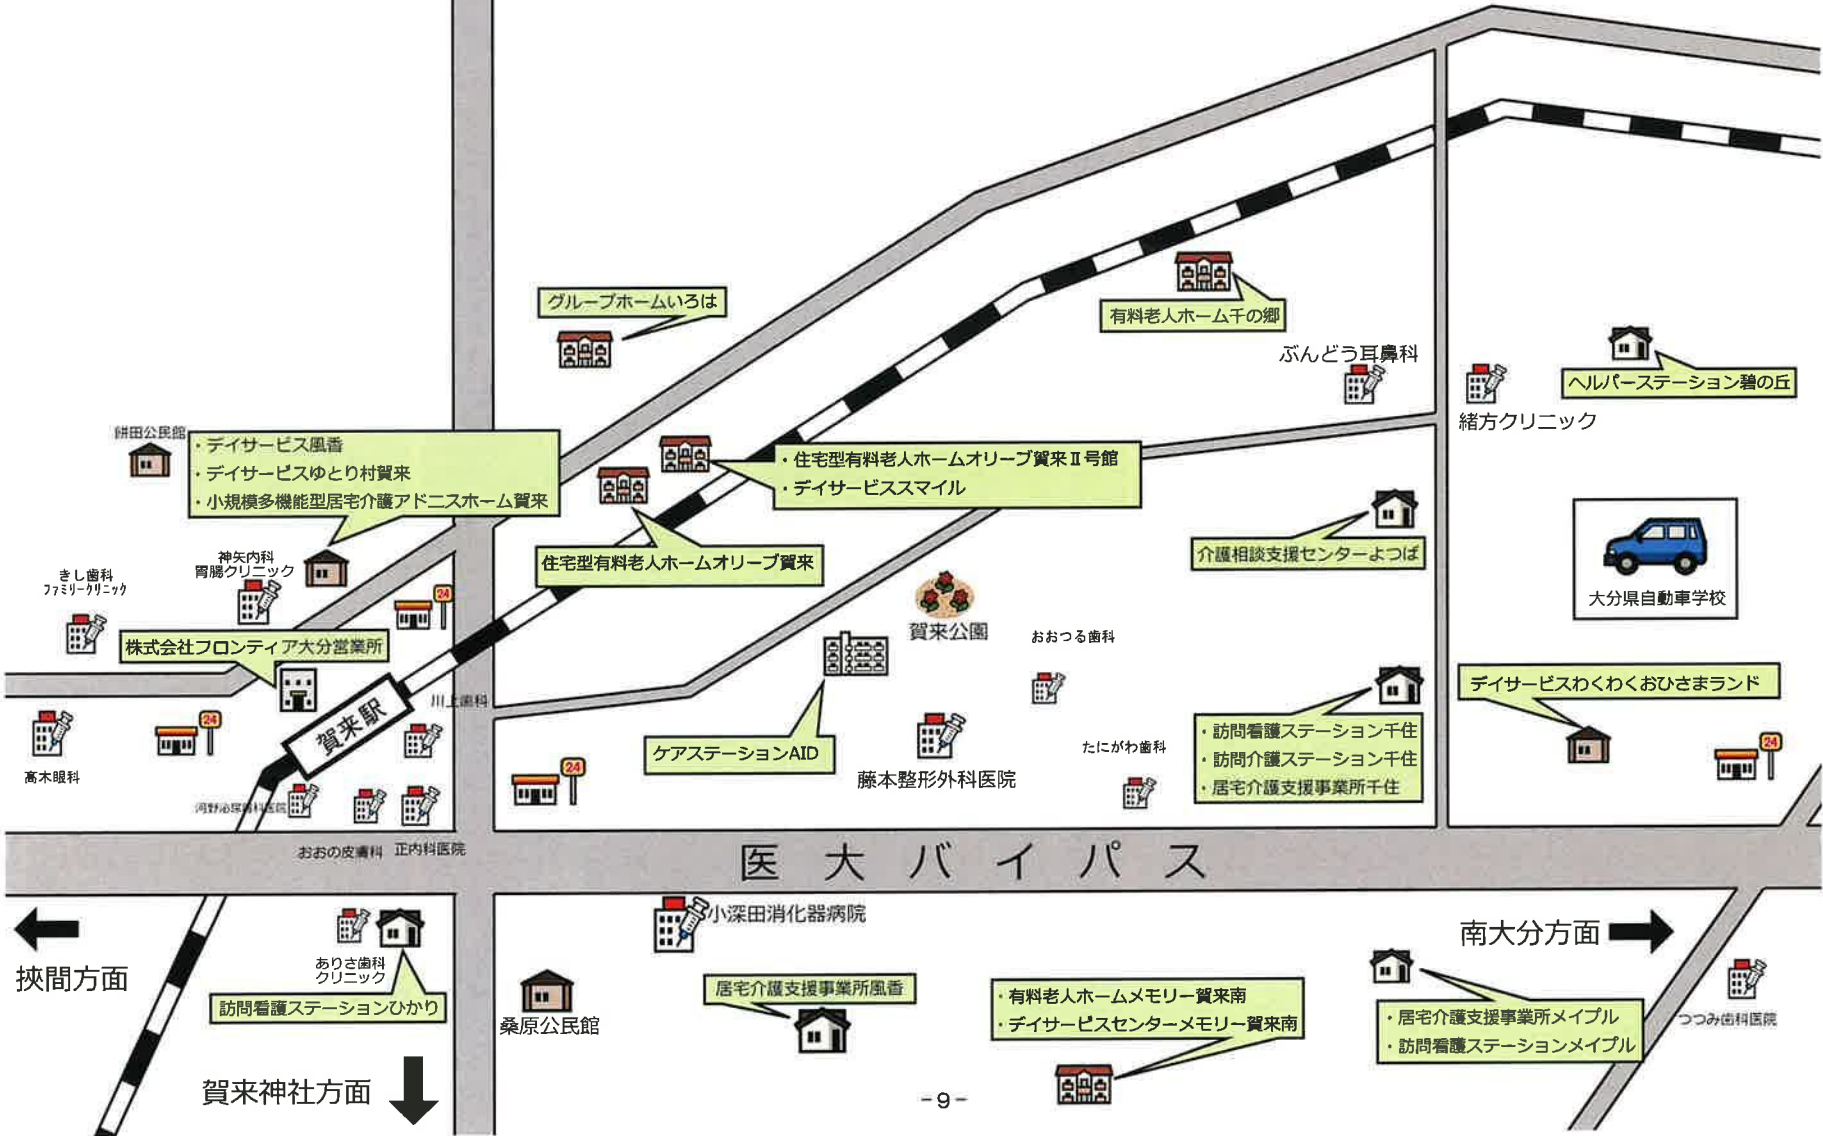 グループホームいろは
有料老人ホーム千の郷
ぶんどう耳鼻科
ヘルパーステーション碧の丘
緒方クリニック
餅田公民館
・デイサービス風香
・デイサービスゆとり村賀来
・小規模多機能型居宅介護アドニスホーム賀来
・住宅型有料老人ホームオリーブ賀来Ⅱ号館
・デイサービススマイル
住宅型有料老人ホームオリーブ賀来
介護相談支援センターよつば
大分県自動車学校
神矢内科
胃腸クリニック
きし歯科
ファミリークリニック
24
株式会社フロンティア大分営業所
賀来公園
おおつる歯科
川上歯科
賀来駅
24
高木眼科
ケアステーションAID
藤本整形外科医院
たにがわ歯科
・訪問看護ステーション千住
・訪問介護ステーション千住
・居宅介護支援事業所千住
デイサービスわくわくおひさまランド
24
24
河野泌尿器科医院
おおの皮膚科
正内科医院
医大バイパス
小深田消化器病院
南大分方面
挾間方面
ありさ歯科
クリニック
訪問看護ステーションひかり
桑原公民館
居宅介護支援事業所風香
・有料老人ホームメモリー賀来南
・デイサービスセンターメモリー賀来南
・居宅介護支援事業所メイプル
・訪問看護ステーションメイプル
つつみ歯科医院
賀来神社方面
-9-